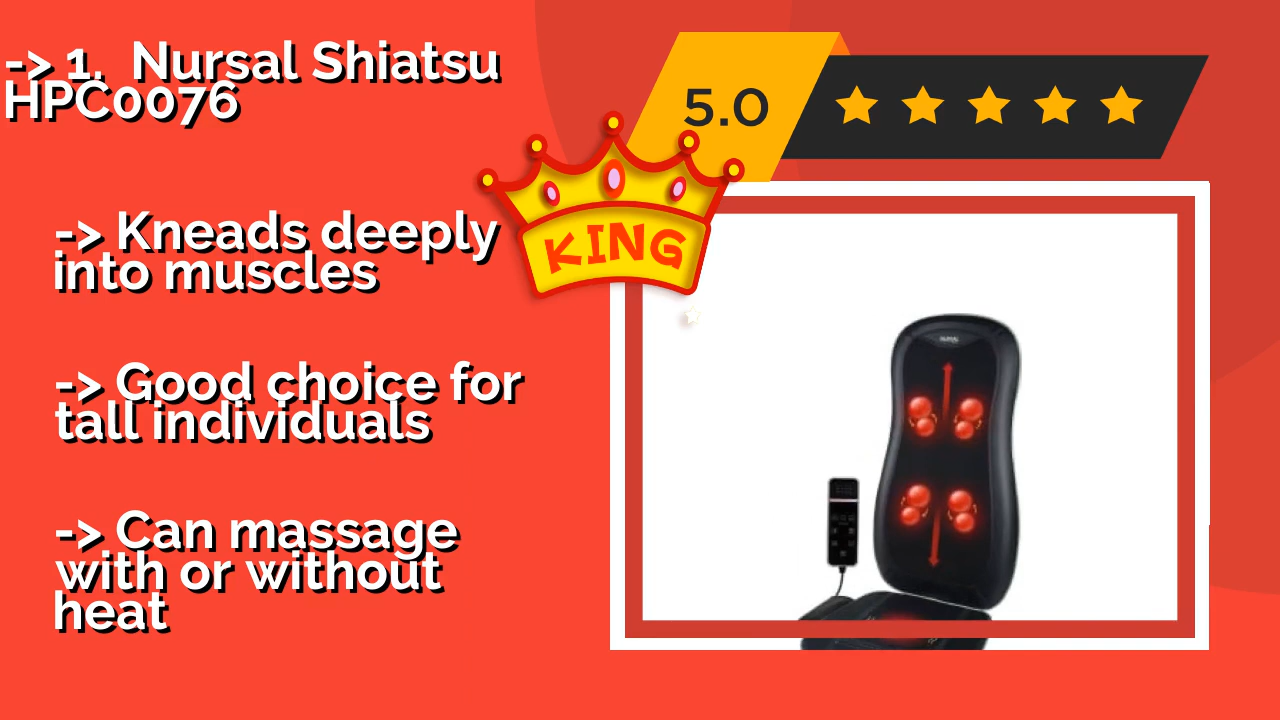 -> 1.  Nursal Shiatsu
HPC0076
5.0
KING
-> Kneads deeply
into muscles
-> Good choice for
tall individuals
-> Can massage
with or without
heat